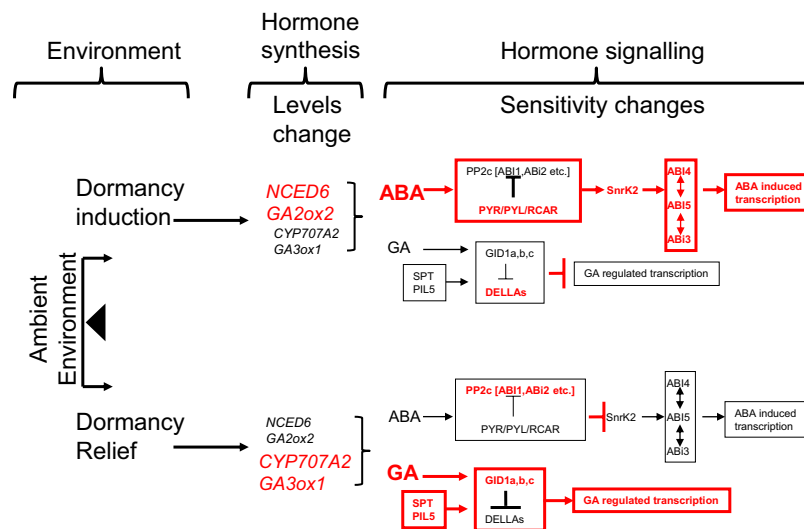 Environment
Hormone
synthesis
Hormone signalling
Levels
change
Sensitivity changes
Dormancy
induction
NCED6
GA2ox2
CYP707A2
GA3ox1
ABA
PP2c [ABI1,ABi2 etc.]
PYR/PYL/RCAR
SnrK2
ABI4
ABI5
ABi3
ABA induced
transcription
GA
SPT
PIL5
GID1a,b,c
DELLAs
GA regulated transcription
Ambient
Environment
Dormancy
Relief
NCED6
GA2ox2
CYP707A2
GA3ox1
ABA
PP2c [ABI1,ABi2 etc.]
PYR/PYL/RCAR
SnrK2
ABI4
ABI5
ABi3
ABA induced
transcription
GA
SPT
PIL5
GID1a,b,c
DELLAs
GA regulated transcription